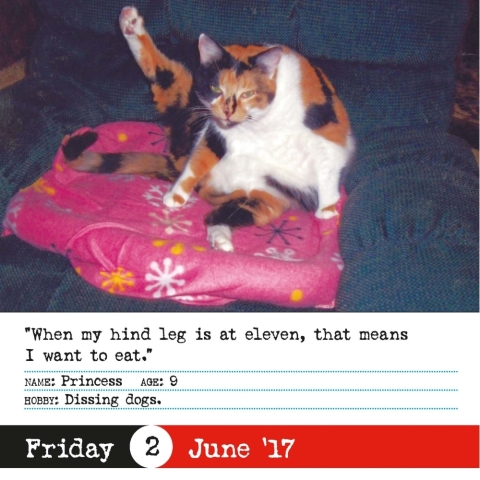 "When my hind leg is at eleven, that means
I want to eat."
NAME: Princess AGE: 9
HOBBY: Dissing dogs.
Friday 2 June '17